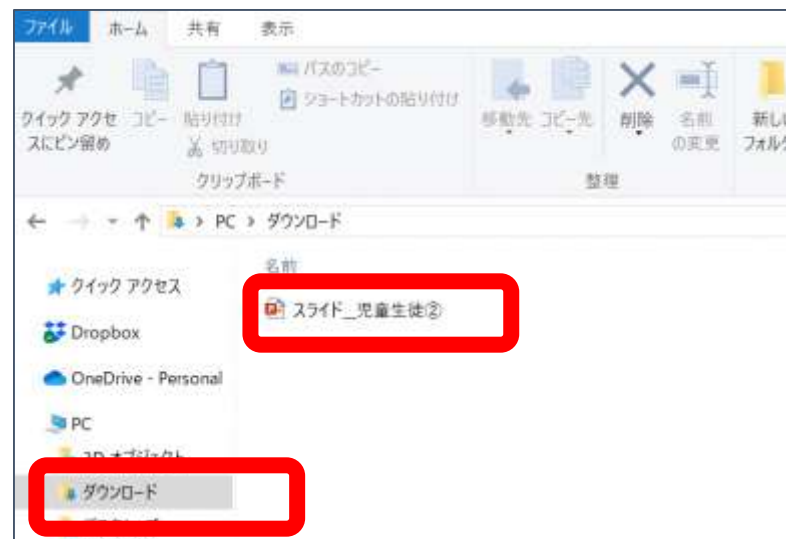 ファイル ホーム 共有 表示
クイック アクセ
スにピン留め
コピー
貼り付け
パスのコピー
ショートカットの貼り付け
切り取り
移動先
コピー先
削除
名前
の変更
新しい
フォルダ
クリップボード
整理
PC › ダウンロード
名前
クイック アクセス
スライド_児童生徒②
Dropbox
OneDrive - Personal
PC
ダウンロード